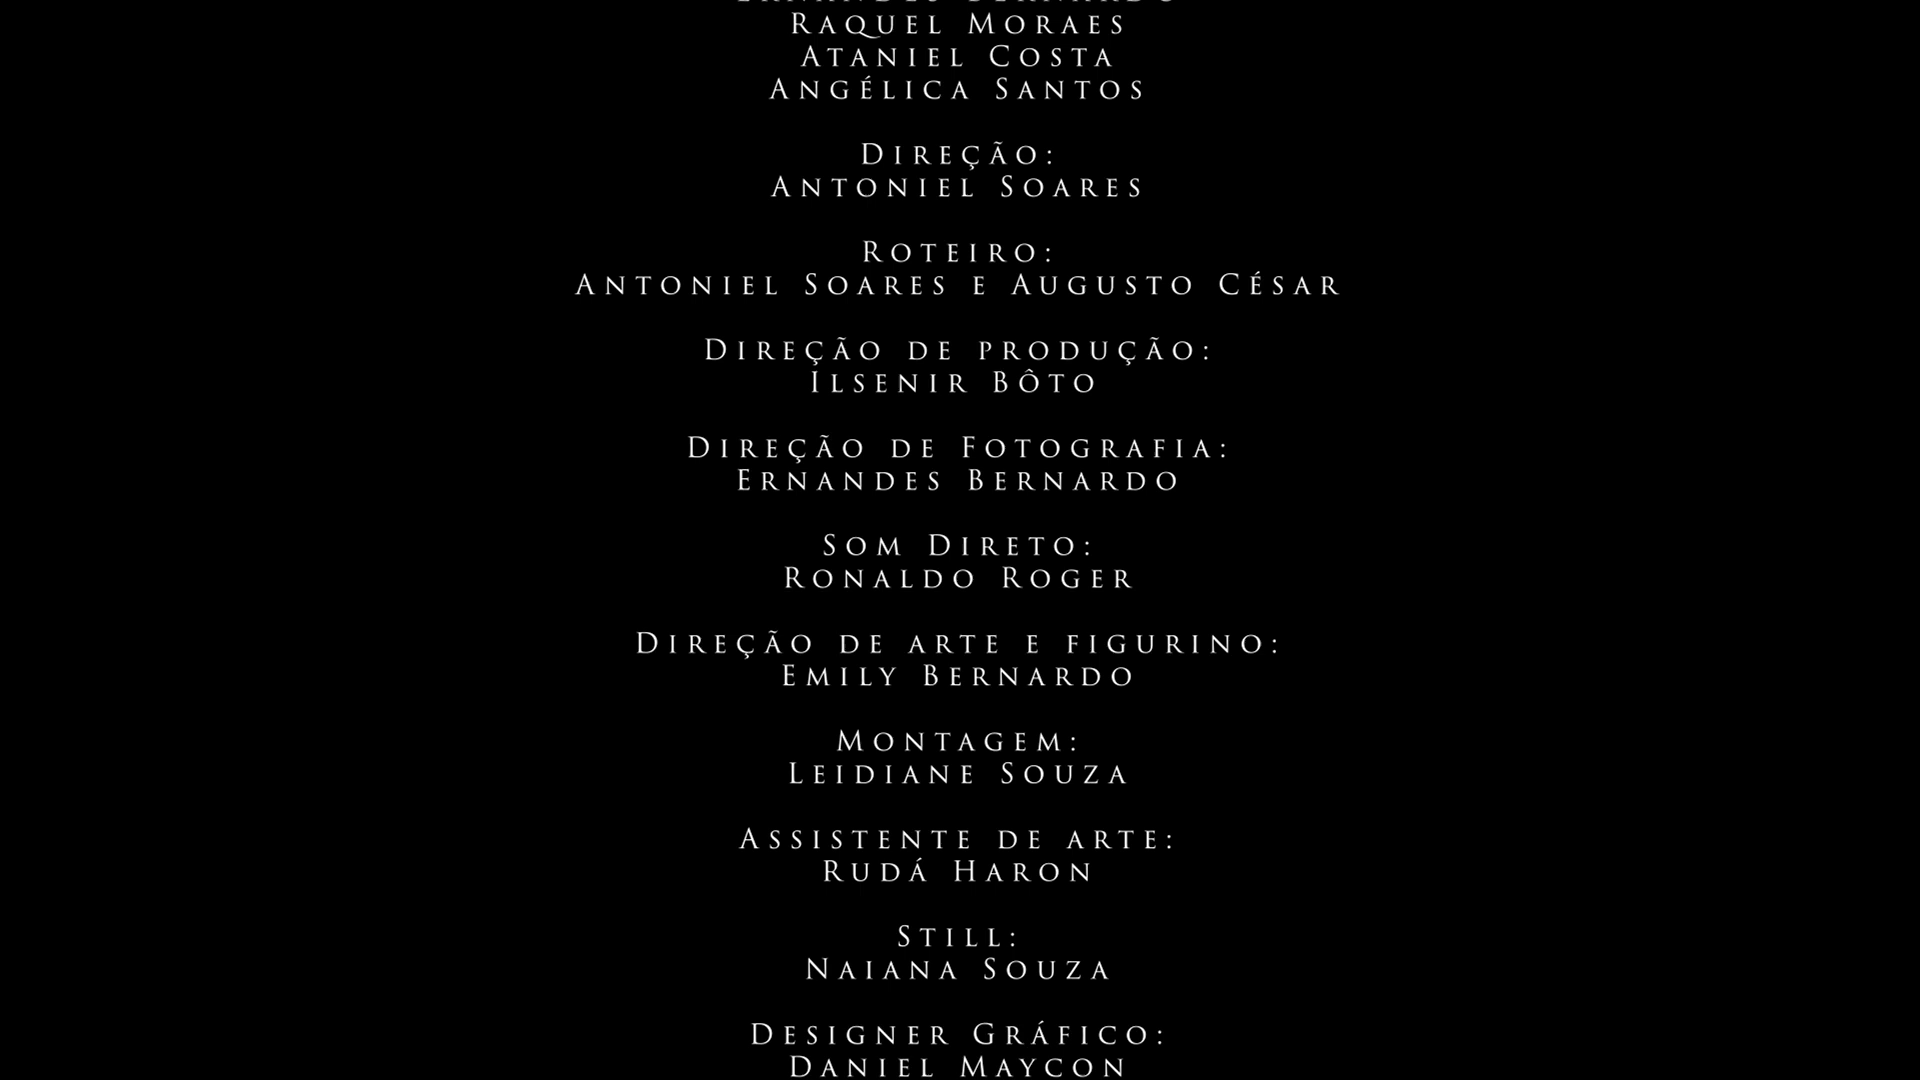 Ernandes Bernardo
Raquel Moraes
Ataniel Costa
Angélica Santos
Direção:
Antoniel Soares
Roteiro:
Antoniel Soares e Augusto César
Direção de produção:
Ilsenir Bôto
Direção de Fotografia:
Ernandes Bernardo
Som Direto:
Ronaldo Roger
Direção de arte e figurino:
Emily Bernardo
Montagem:
Leidiane Souza
Assistente de arte:
Rudá Haron
Still:
Naiana Souza
Designer Gráfico:
Daniel Maycon